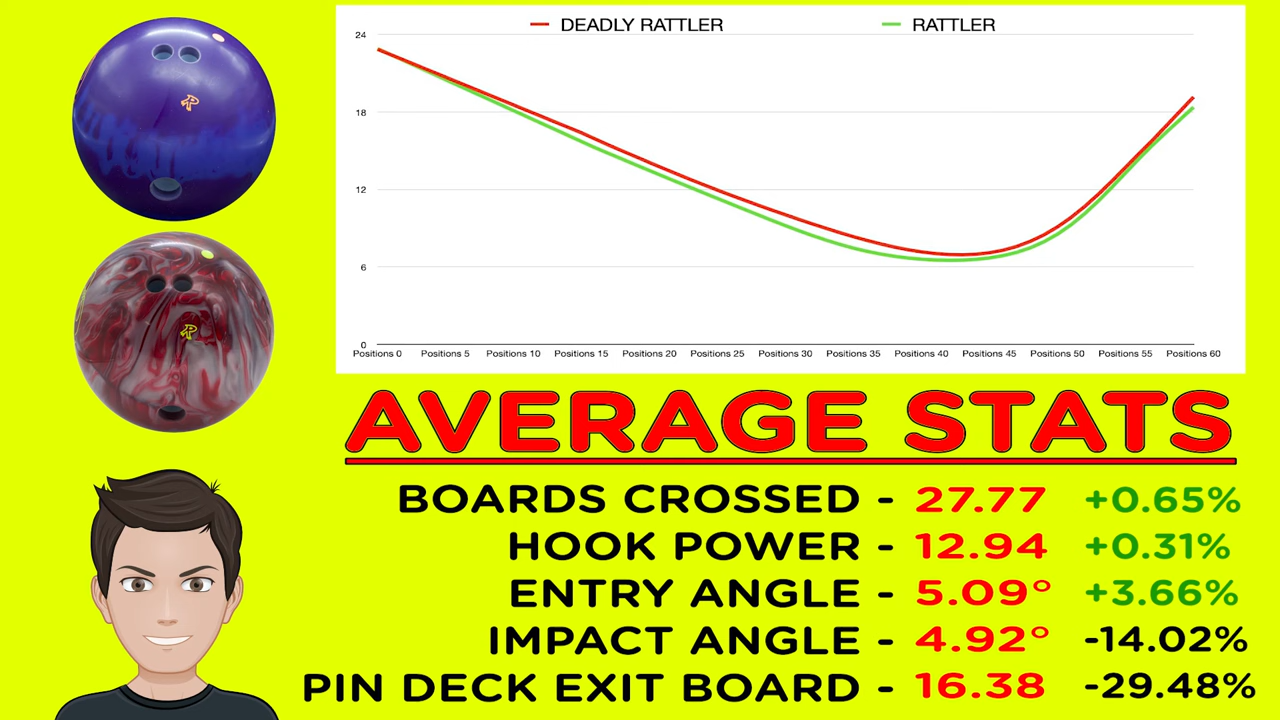 DEADLY RATTLER RATTLER
24
18
12
6
0
Positions 0 Positions 5 Positions 10 Positions 15 Positions 20 Positions 25 Positions 30 Positions 35 Positions 40 Positions 45 Positions 50 Positions 55 Positions 60
R
R
AVERAGE STATS
BOARDS CROSSED - 27.77 +0.65%
HOOK POWER - 12.94 +0.31%
ENTRY ANGLE - 5.09° +3.66%
IMPACT ANGLE - 4.92° -14.02%
PIN DECK EXIT BOARD - 16.38 -29.48%